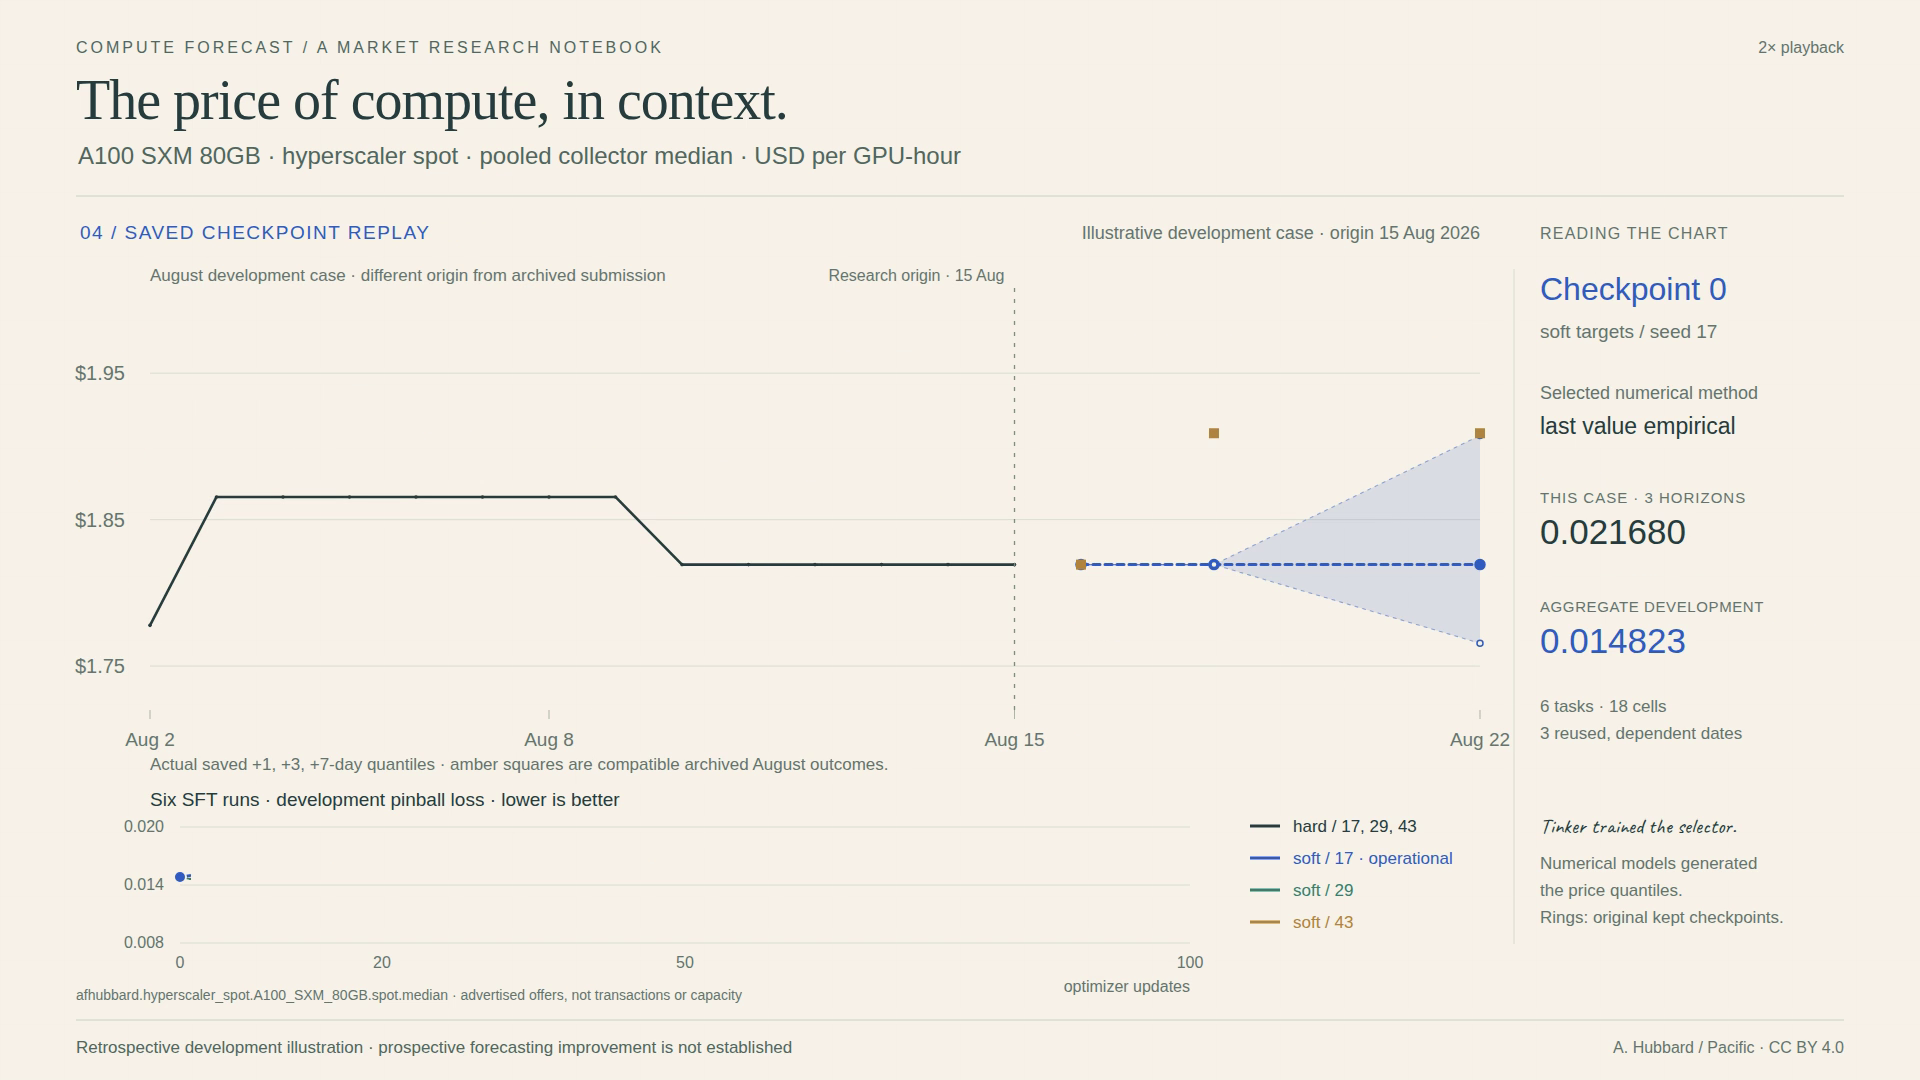 COMPUTE FORECAST / A MARKET RESEARCH NOTEBOOK
2× playback
The price of compute, in context.
A100 SXM 80GB · hyperscaler spot · pooled collector median · USD per GPU-hour
04 / SAVED CHECKPOINT REPLAY
Illustrative development case · origin 15 Aug 2026
August development case · different origin from archived submission
Research origin · 15 Aug
$1.95
$1.85
$1.75
Aug 2
Aug 8
Aug 15
Aug 22
Actual saved +1, +3, +7-day quantiles · amber squares are compatible archived August outcomes.
Six SFT runs · development pinball loss · lower is better
0.020
0.014
0.008
0
20
50
100
optimizer updates
hard / 17, 29, 43
soft / 17 · operational
soft / 29
soft / 43
READING THE CHART
Checkpoint 0
soft targets / seed 17
Selected numerical method
last value empirical
THIS CASE · 3 HORIZONS
0.021680
AGGREGATE DEVELOPMENT
0.014823
6 tasks · 18 cells
3 reused, dependent dates
Tinker trained the selector.
Numerical models generated
the price quantiles.
Rings: original kept checkpoints.
afhubbard.hyperscaler_spot.A100_SXM_80GB.spot.median · advertised offers, not transactions or capacity
Retrospective development illustration · prospective forecasting improvement is not established
A. Hubbard / Pacific · CC BY 4.0